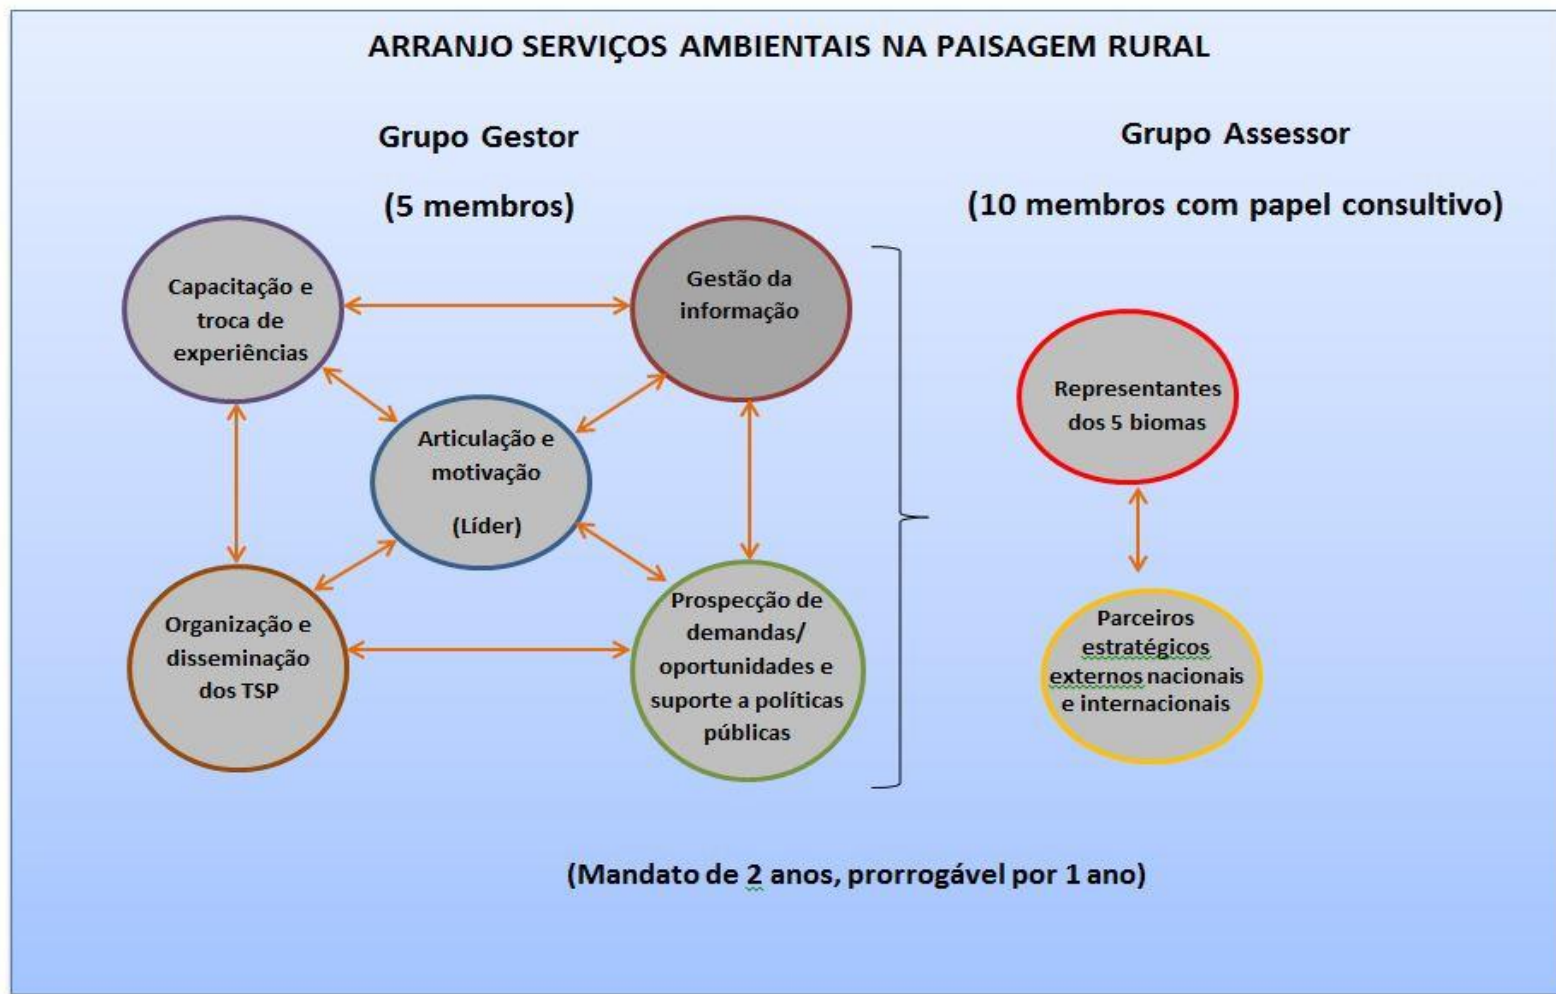 ARRANJO SERVIÇOS AMBIENTAIS NA PAISAGEM RURAL
Grupo Gestor
(5 membros)
Grupo Assessor
(10 membros com papel consultivo)
Capacitação e
troca de
experiências
Gestão da
informação
Articulação e
motivação
(Líder)
Organização e
disseminação
dos TSP
Prospecção de
demandas/
oportunidades e
suporte a políticas
públicas
Representantes
dos 5 biomas
Parceiros
estratégicos
externos nacionais
e internacionais
(Mandato de 2 anos, prorrogável por 1 ano)